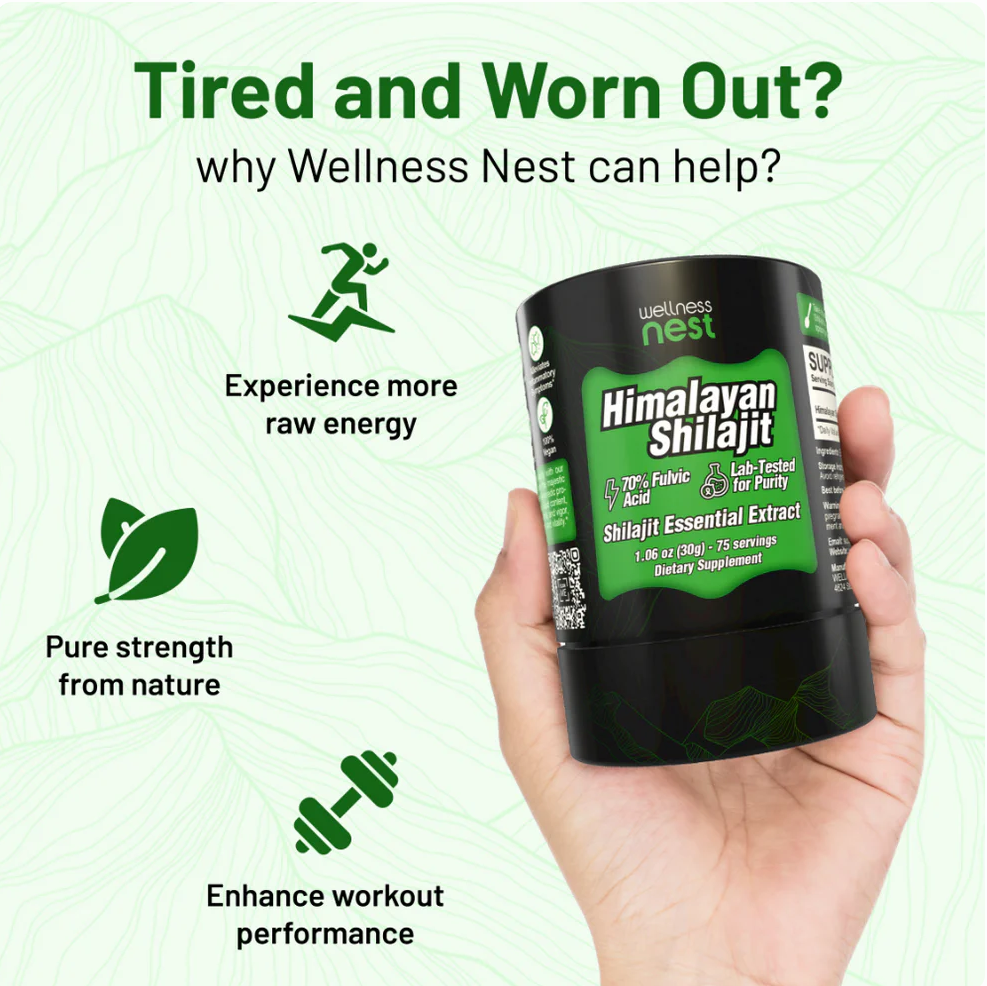 Tired and Worn Out?
why Wellness Nest can help?
Experience more
raw energy
Pure strength
from nature
Enhance workout
performance
wellness
nest
Himalayan
Shilajit
70% Fulvic
Acid
Lab-Tested
for Purity
Shilajit Essential Extract
1.06 oz (30g) - 75 servings
Dietary Supplement
100%
Vegan